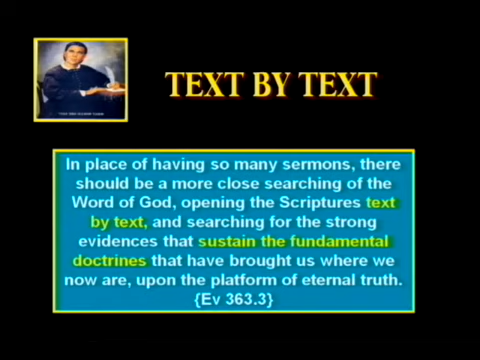 TEXT BY TEXT
In place of having so many sermons, there
should be a more close searching of the
Word of God, opening the Scriptures text
by text, and searching for the strong
evidences that sustain the fundamental
doctrines that have brought us where we
now are, upon the platform of eternal truth.
{Ev 363.3}